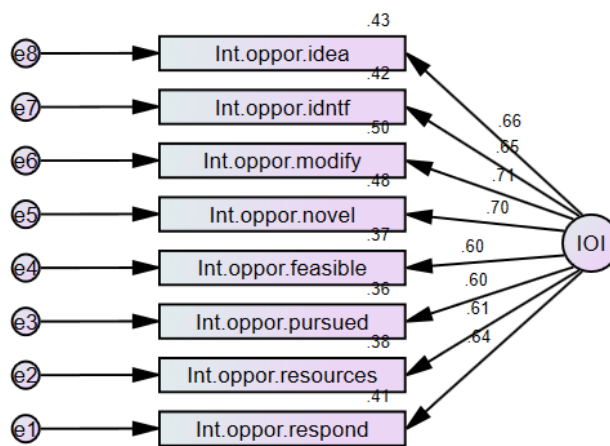 .43
e8 Int.oppor.idea
.42
.66
e7 Int.oppor.idntf
.50
.65
e6 Int.oppor.modify
.71
.48
e5 Int.oppor.novel
.70
IOI
.37
e4 Int.oppor.feasible
.60
.36
e3 Int.oppor.pursued
.60
.38
.61
e2 Int.oppor.resources
.64
.41
e1 Int.oppor.respond